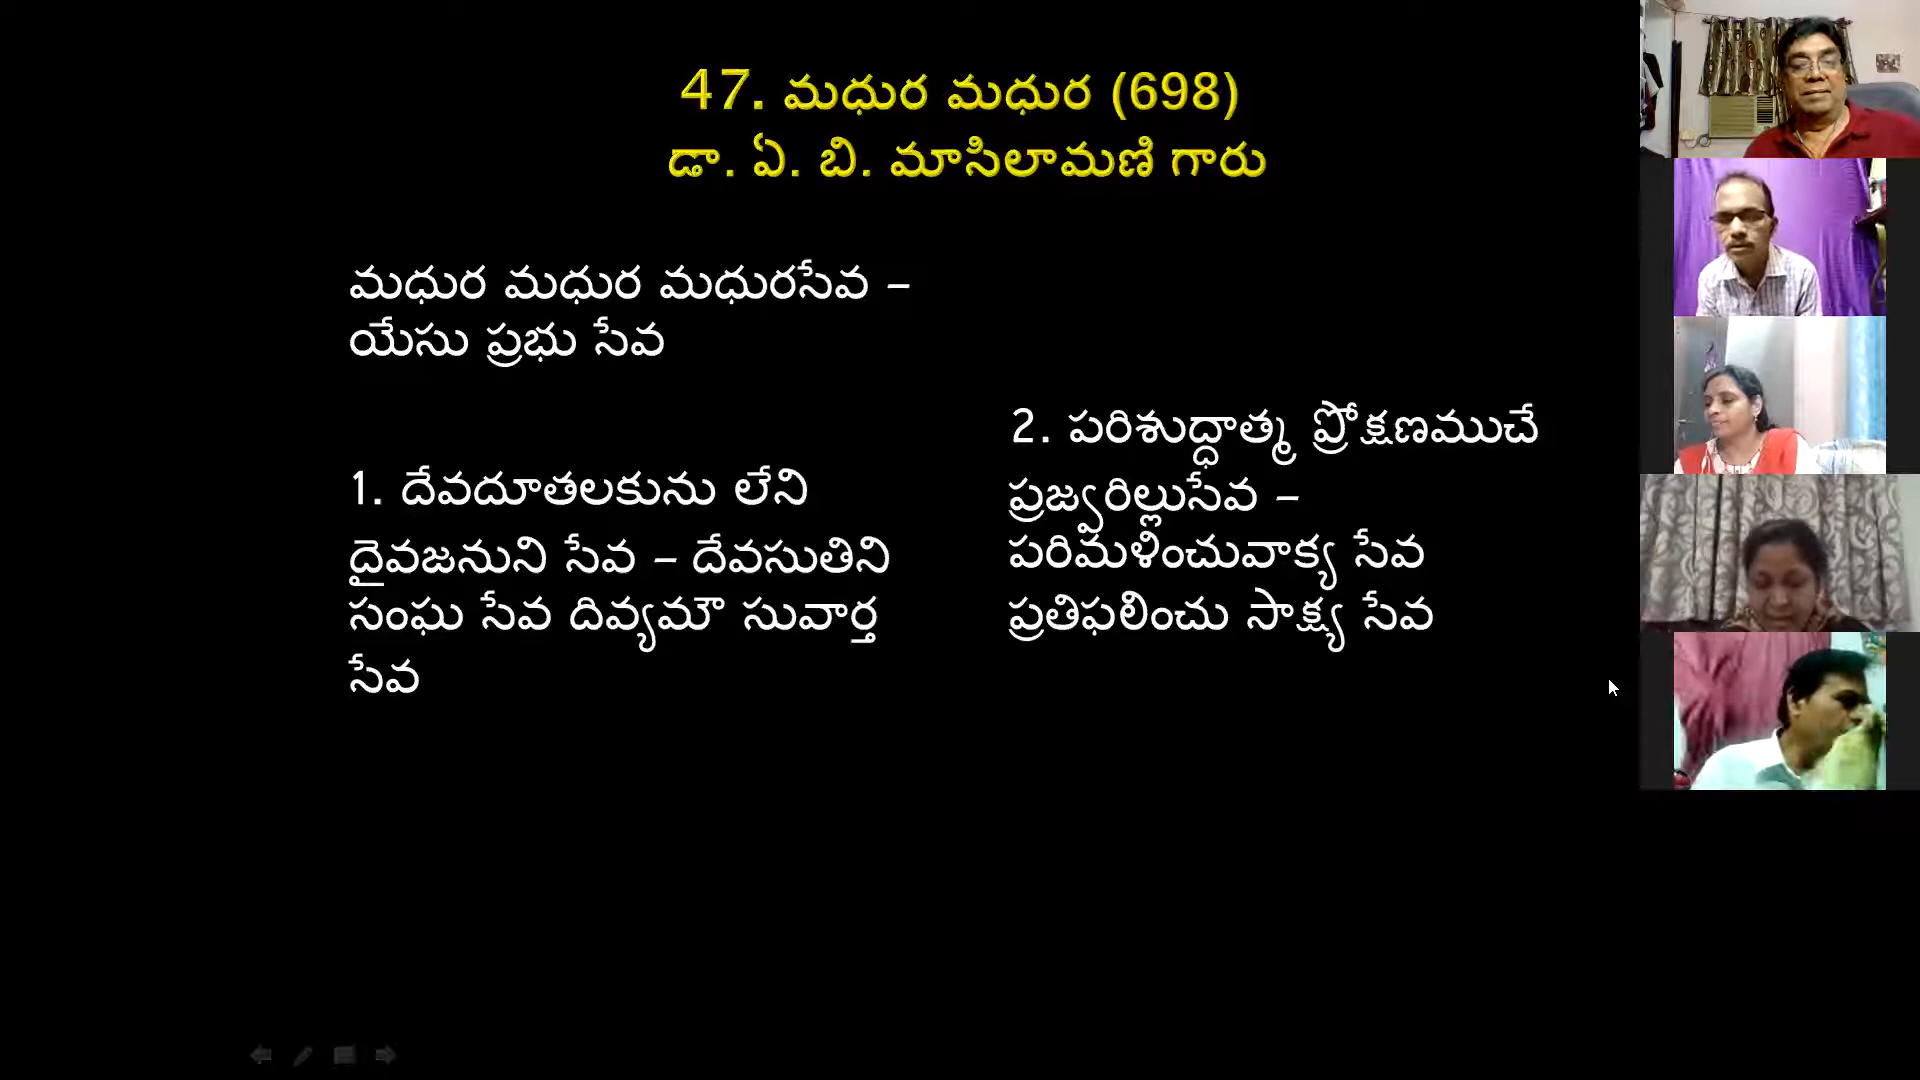 47. మధుర మధుర (698)
డా. ఏ. బి. మాసిలామణి గారు
మధుర మధుర మధురసేవ –
యేసు ప్రభు సేవ
1. దేవదూతలకును లేని
దైవజనుని సేవ – దేవసుతిని
సంఘ సేవ దివ్యమౌ సువార్త
సేవ
2. పరిశుద్ధాత్మ ప్రోక్షణముచే
ప్రజ్వరిల్లుసేవ –
పరిమళించువాక్య సేవ
ప్రతిఫలించు సాక్ష్య సేవ